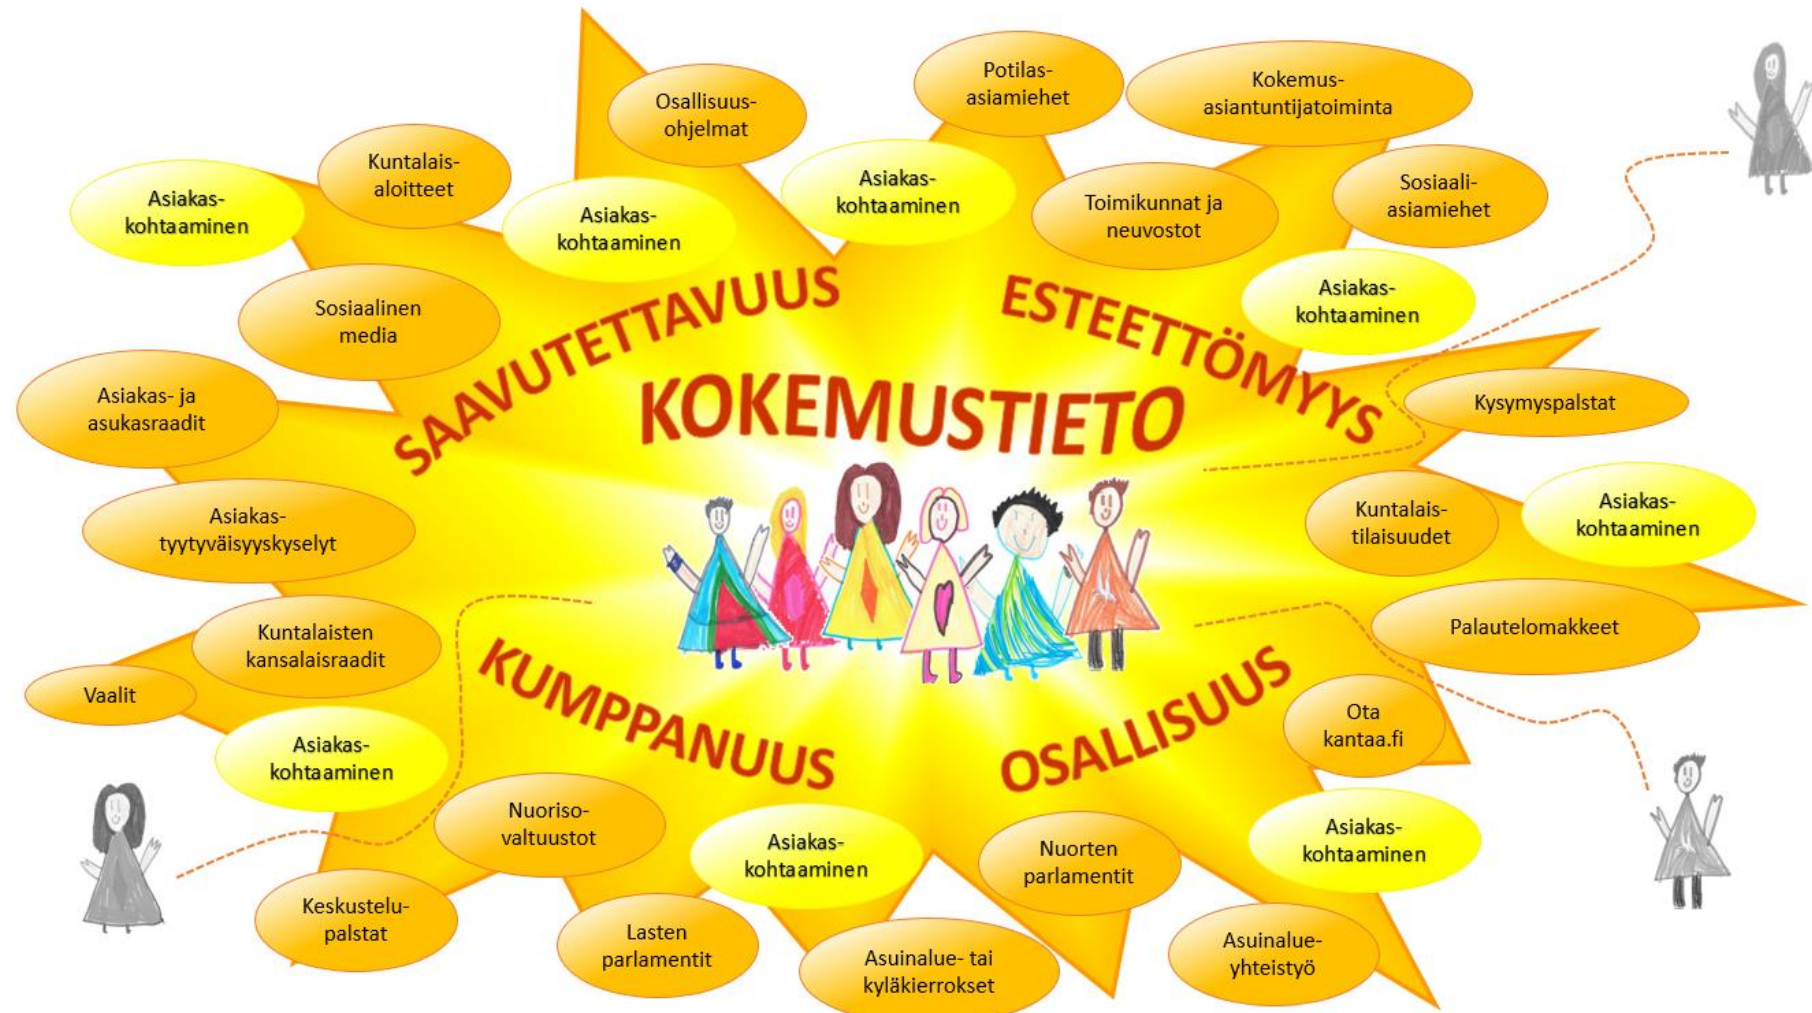 Potilas-
asiamiehet
Kokemus-
asiantuntijatoiminta
Osallisuus-
ohjelmat
Kuntalais-
aloitteet
Asiakas-
kohtaaminen
Asiakas-
kohtaaminen
Asiakas-
kohtaaminen
Toimikunnat ja
neuvostot
Sosiaali-
asiamiehet
Asiakas-
kohtaaminen
Sosiaalinen
media
SAAVUTETTAVUUS
ESTEETTÖMYYS
KOKEMUSTIETO
Asiakas- ja
asukasraadit
Kysymyspalstat
Asiakas-
tyytyväisyyskyselyt
Kuntalais-
tilaisuudet
Asiakas-
kohtaaminen
Kuntalaisten
kansalaisraadit
Palautelomakkeet
Vaalit
KUMPPANUUS
OSALLISUUS
Ota
kantaa.fi
Asiakas-
kohtaaminen
Nuoriso-
valtuustot
Asiakas-
kohtaaminen
Nuorten
parlamentit
Asiakas-
kohtaaminen
Keskustelu-
palstat
Lasten
parlamentit
Asuinalue- tai
kyläkierrokset
Asuinalue-
yhteistyö